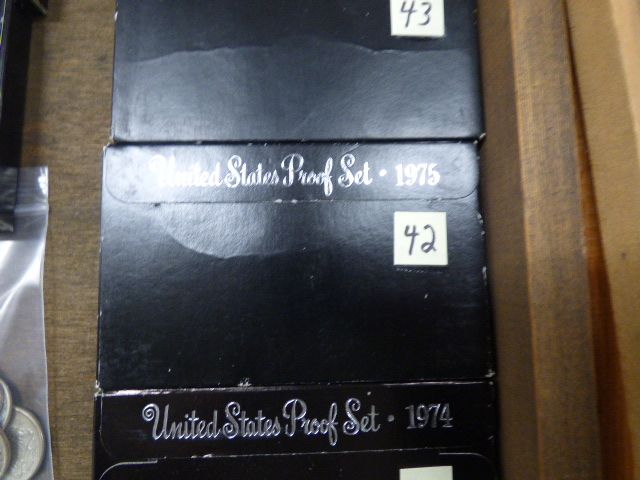 43
United States Proof Set • 1975
42
United States Proof Set • 1974